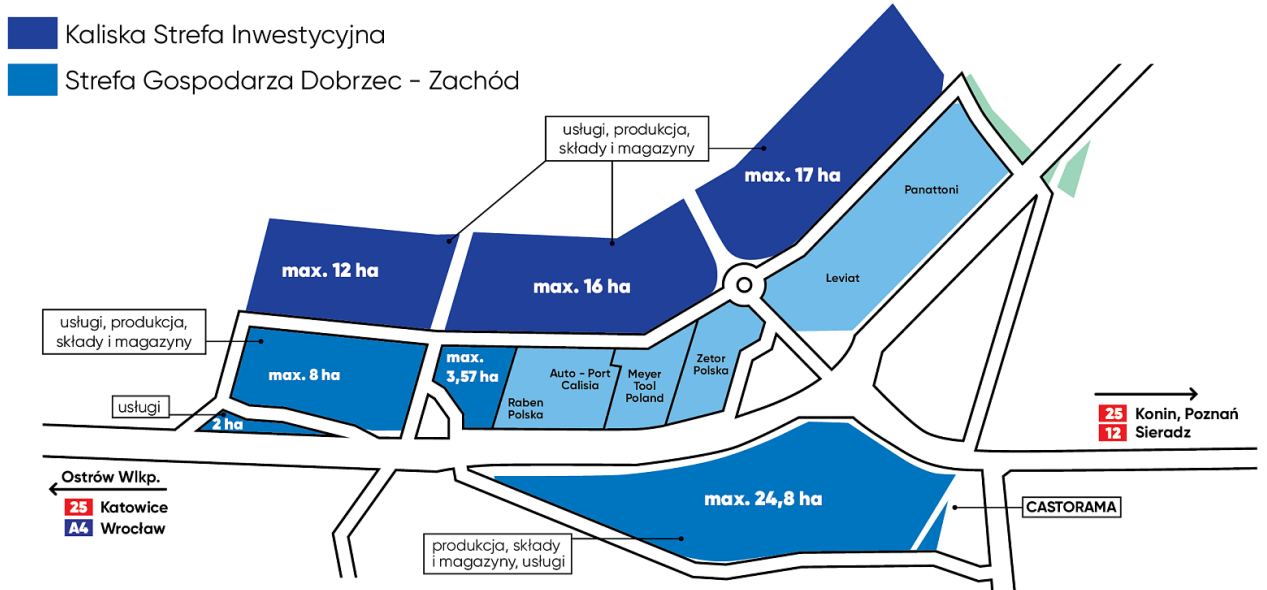 Kaliska Strefa Inwestycyjna
Strefa Gospodarza Dobrzec - Zachód
usługi, produkcja,
składy i magazyny
max. 17 ha
Panattoni
max. 12 ha
max. 16 ha
Leviat
usługi, produkcja,
składy i magazyny
max. 8 ha
max.
3,57 ha
Raben
Polska
Auto - Port
Calisia
Meyer
Tool
Poland
Zetor
Polska
usługi
2 ha
25 Konin, Poznań
12 Sieradz
Ostrów Wlkp.
25 Katowice
A4 Wrocław
max. 24,8 ha
CASTORAMA
produkcja, składy
i magazyny, usługi